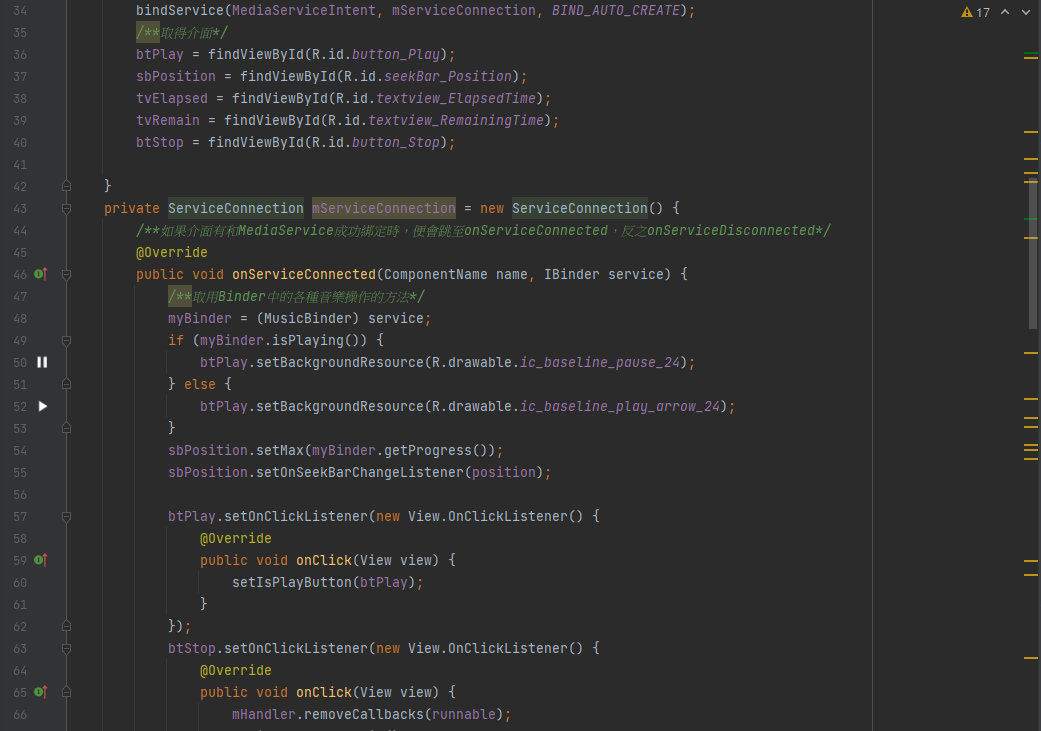 34 bindService(MediaServiceIntent, mServiceConnection, BIND_AUTO_CREATE);
17
35 /**取得介面*/
36 btPlay = findViewById(R.id.button_Play);
37 sbPosition = findViewById(R.id.seekBar_Position);
38 tvElapsed = findViewById(R.id.textview_ElapsedTime);
39 tvRemain = findViewById(R.id.textview_RemainingTime);
40 btStop = findViewById(R.id.button_Stop);
41
42 }
43 private ServiceConnection mServiceConnection = new ServiceConnection() {
44 /**如果介面有和MediaService成功綁定時，便會跳至onServiceConnected，反之onServiceDisconnected*/
45 @Override
46 public void onServiceConnected(ComponentName name, IBinder service) {
47 /**取用Binder中的各種音樂操作的方法*/
48 myBinder = (MusicBinder) service;
49 if (myBinder.isPlaying()) {
50 btPlay.setBackgroundResource(R.drawable.ic_baseline_pause_24);
51 } else {
52 btPlay.setBackgroundResource(R.drawable.ic_baseline_play_arrow_24);
53 }
54 sbPosition.setMax(myBinder.getProgress());
55 sbPosition.setOnSeekBarChangeListener(position);
56
57 btPlay.setOnClickListener(new View.OnClickListener() {
58 @Override
59 public void onClick(View view) {
60 setIsPlayButton(btPlay);
61 }
62 });
63 btStop.setOnClickListener(new View.OnClickListener() {
64 @Override
65 public void onClick(View view) {
66 mHandler.removeCallbacks(runnable);